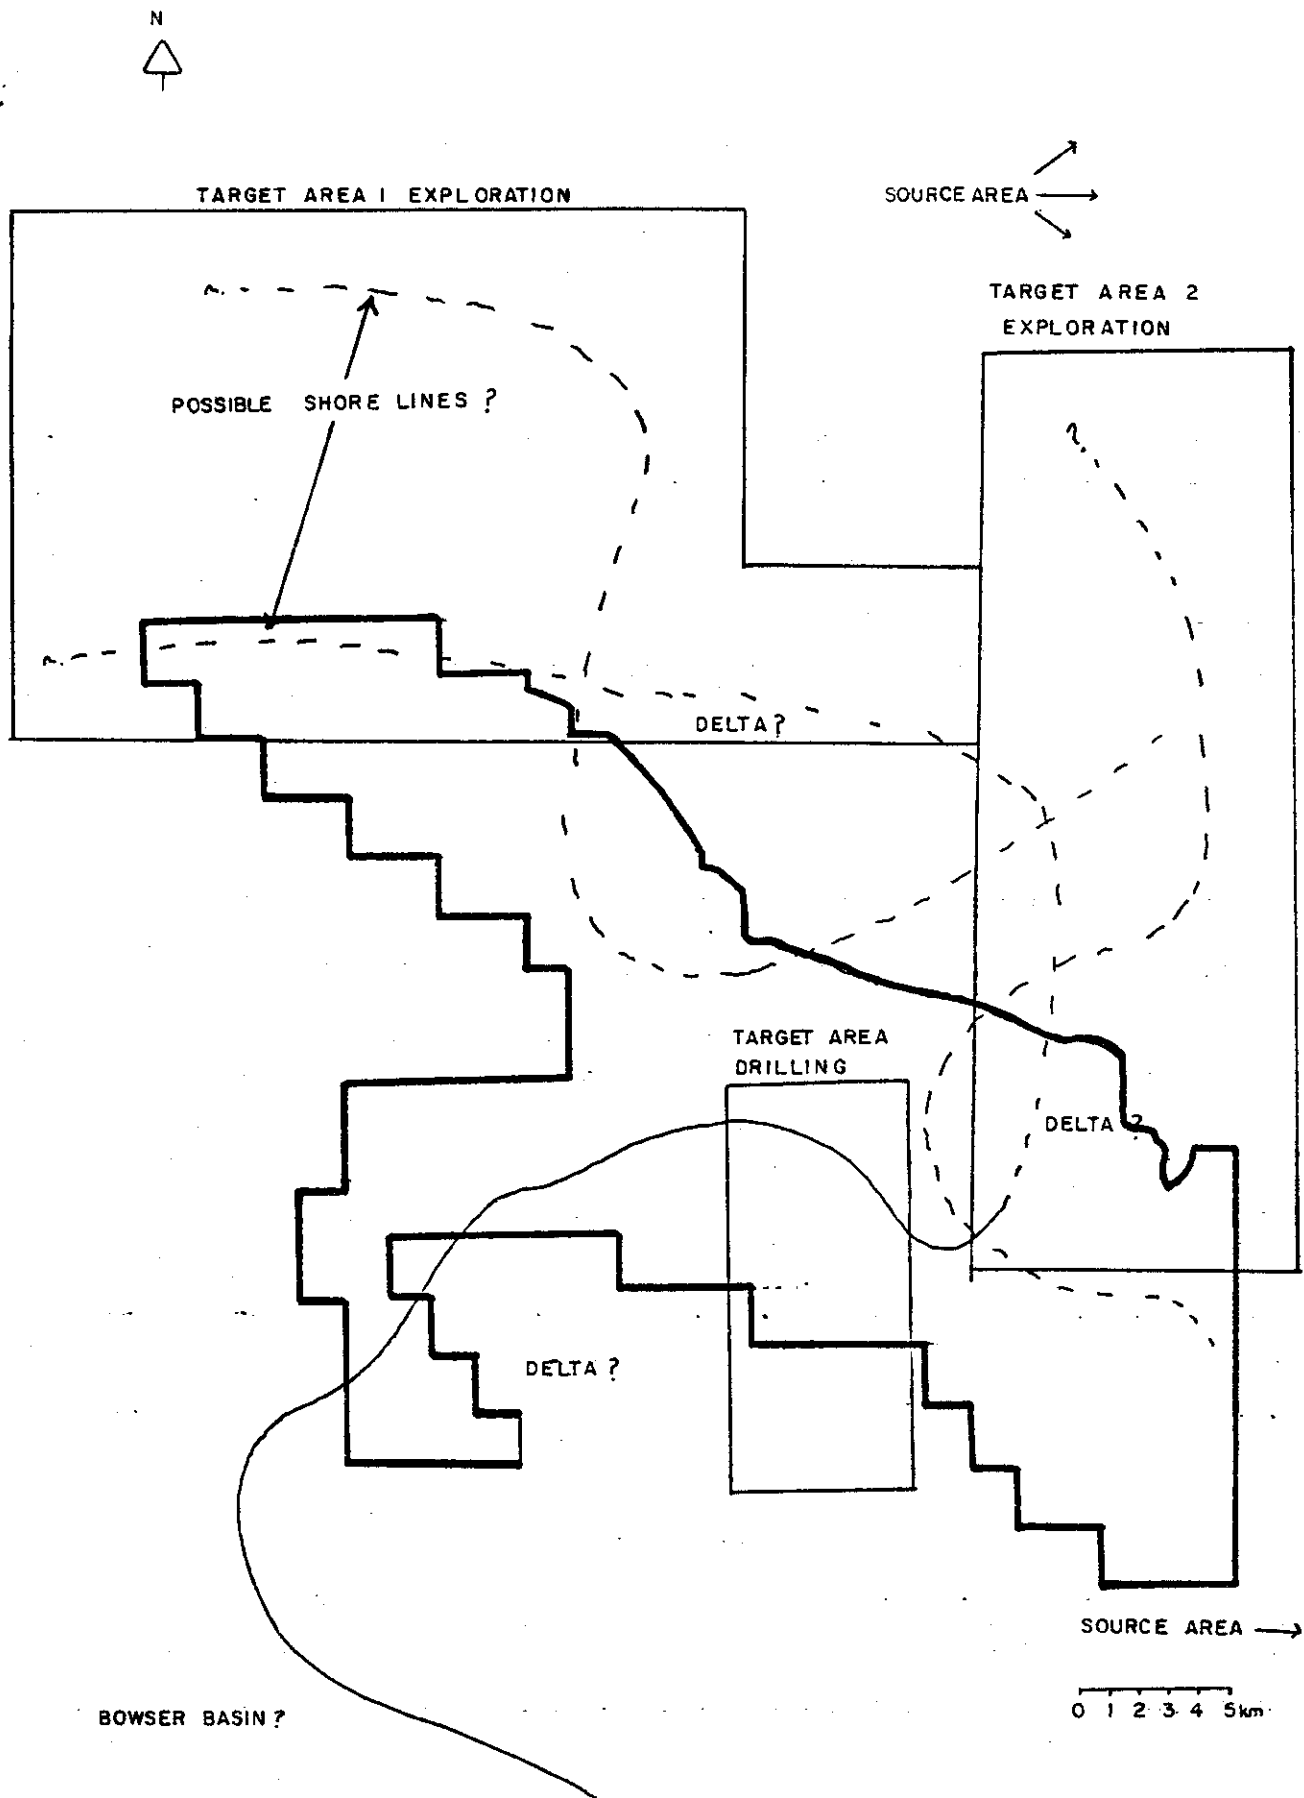 N
TARGET AREA 1 EXPLORATION
SOURCE AREA
TARGET AREA 2
EXPLORATION
?
POSSIBLE SHORE LINES ?
?
?
DELTA ?
TARGET AREA
DRILLING
DELTA ?
DELTA ?
SOURCE AREA
0 1 2 3 4 5km
BOWSER BASIN ?